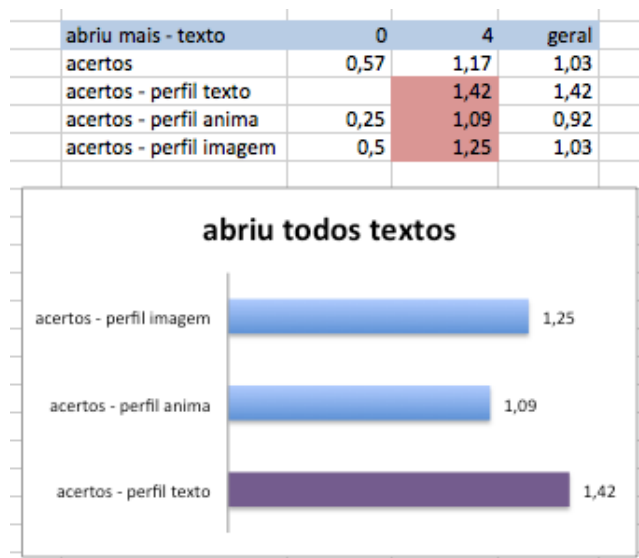 abriu mais - texto 0 4 geral
acertos 0,57 1,17 1,03
acertos - perfil texto 1,42 1,42
acertos - perfil anima 0,25 1,09 0,92
acertos - perfil imagem 0,5 1,25 1,03
abriu todos textos
acertos - perfil imagem 1,25
acertos - perfil anima 1,09
acertos - perfil texto 1,42